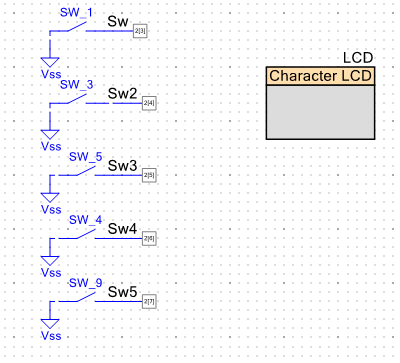 SW_1
Sw
2[3]
Vss
LCD
Character LCD
SW_3
Sw2
2[4]
Vss
SW_5
Sw3
2[5]
Vss
SW_4
Sw4
2[6]
Vss
SW_9
Sw5
2[7]
Vss